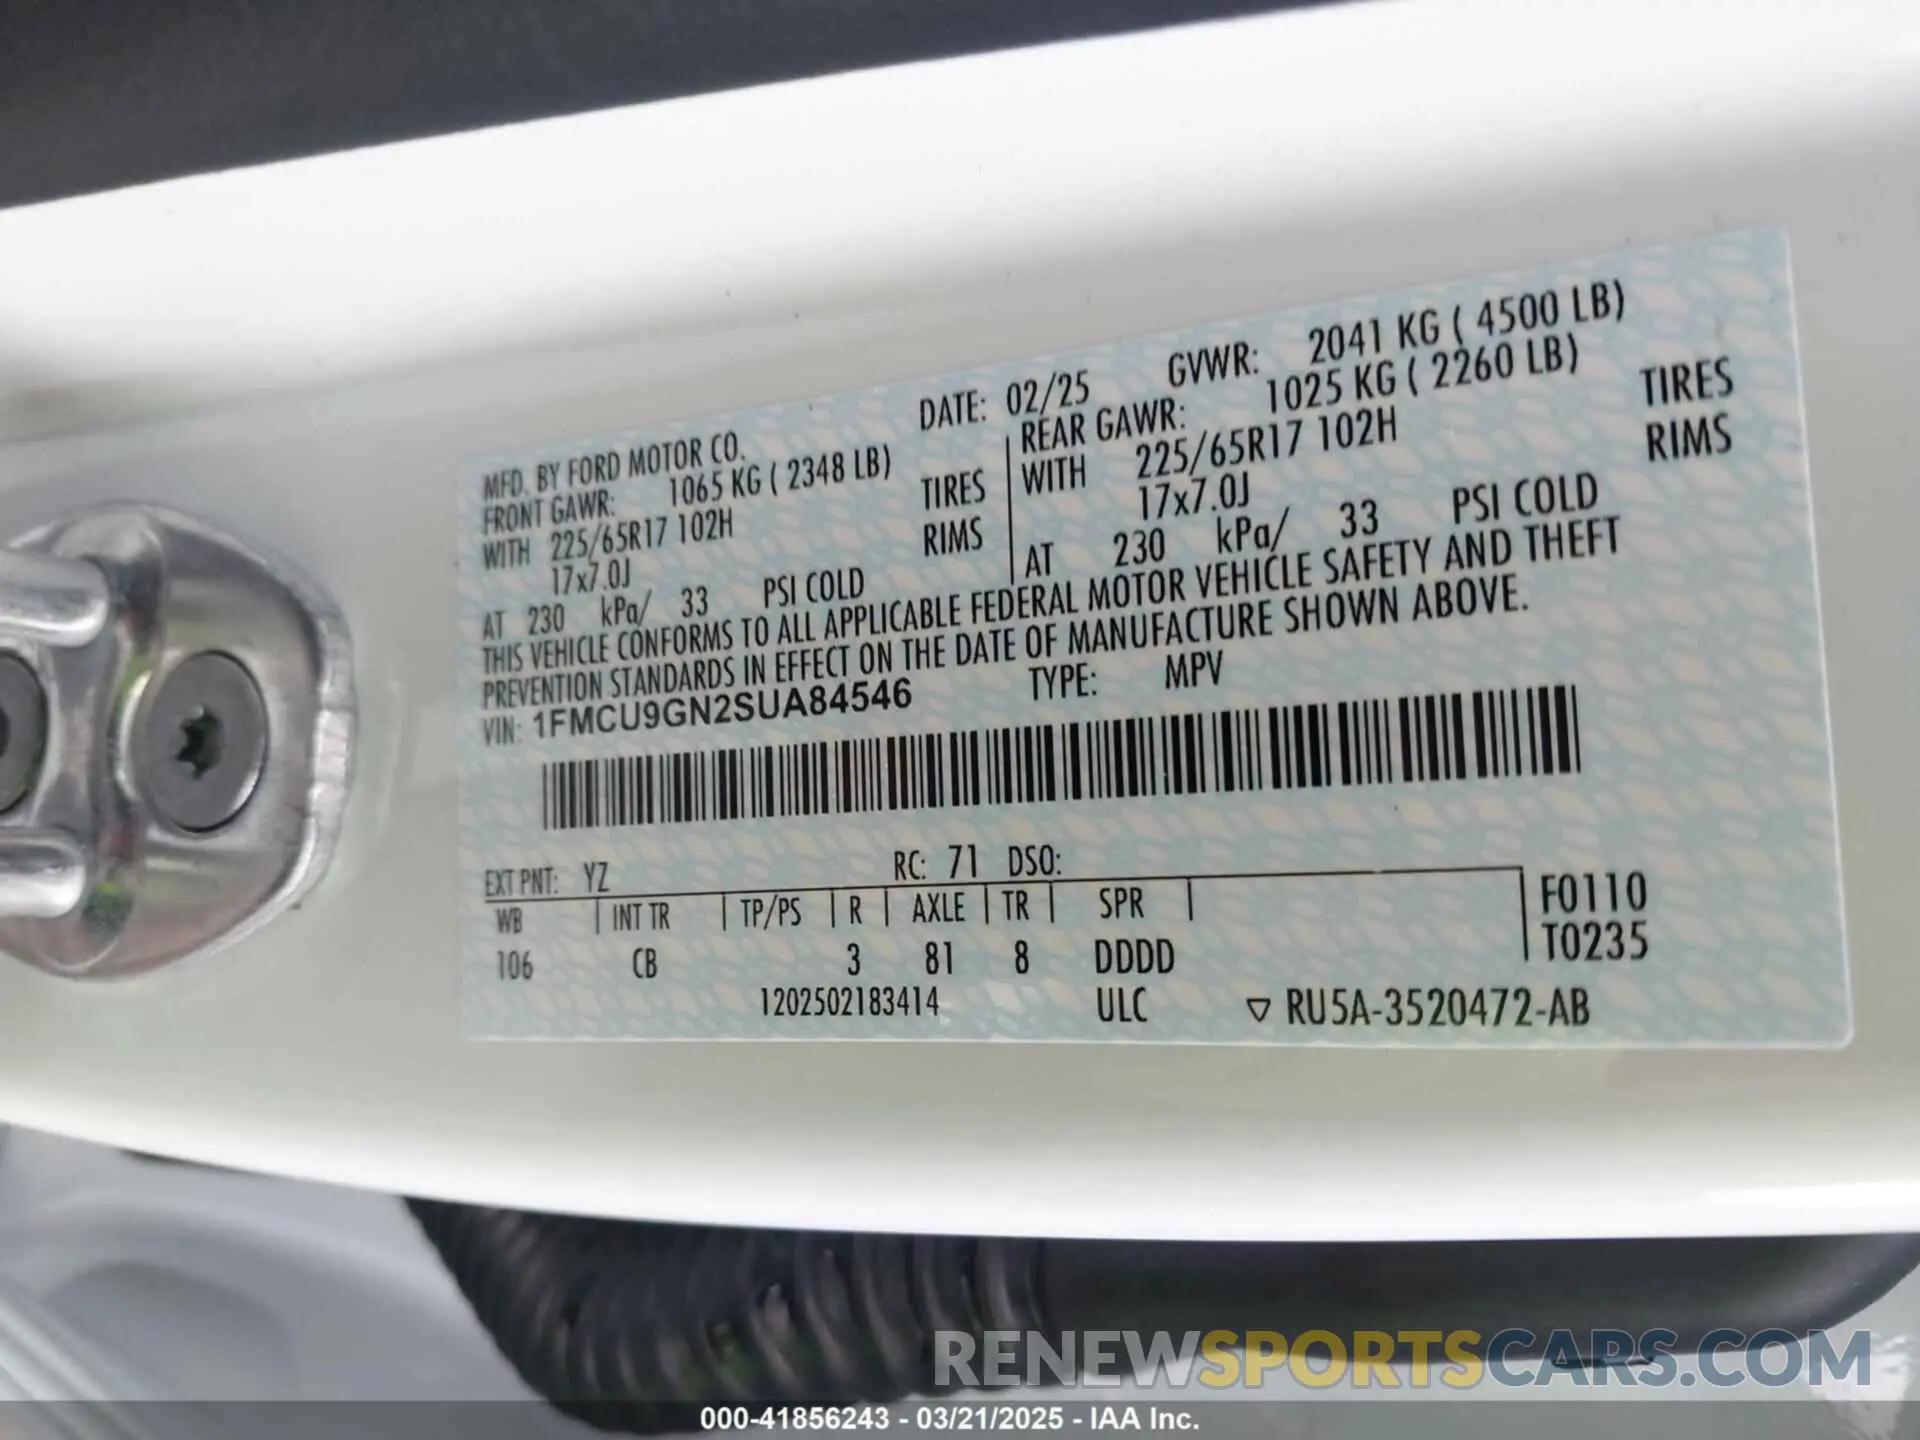 MFD. BY FORD MOTOR CO. DATE: 02/25 GVWR: 2041 KG ( 4500 LB)
FRONT GAWR: 1065 KG ( 2348 LB) REAR GAWR: 1025 KG ( 2260 LB)
WITH 225/65R17 102H TIRES WITH 225/65R17 102H TIRES
17x7.0J RIMS 17x7.0J RIMS
AT 230 kPa/ 33 PSI COLD AT 230 kPa/ 33 PSI COLD
THIS VEHICLE CONFORMS TO ALL APPLICABLE FEDERAL MOTOR VEHICLE SAFETY AND THEFT
PREVENTION STANDARDS IN EFFECT ON THE DATE OF MANUFACTURE SHOWN ABOVE.
VIN: 1FMCU9GN2SUA84546 TYPE: MPV
EXT PNT: YZ RC: 71 DSO:
WB INT TR TP/PS R AXLE TR SPR F0110
106 CB 3 81 8 DDDD T0235
1202502183414 ULC ▽ RU5A-3520472-AB
RENEWSPORTSCARS.COM
000-41856243 - 03/21/2025 - IAA Inc.